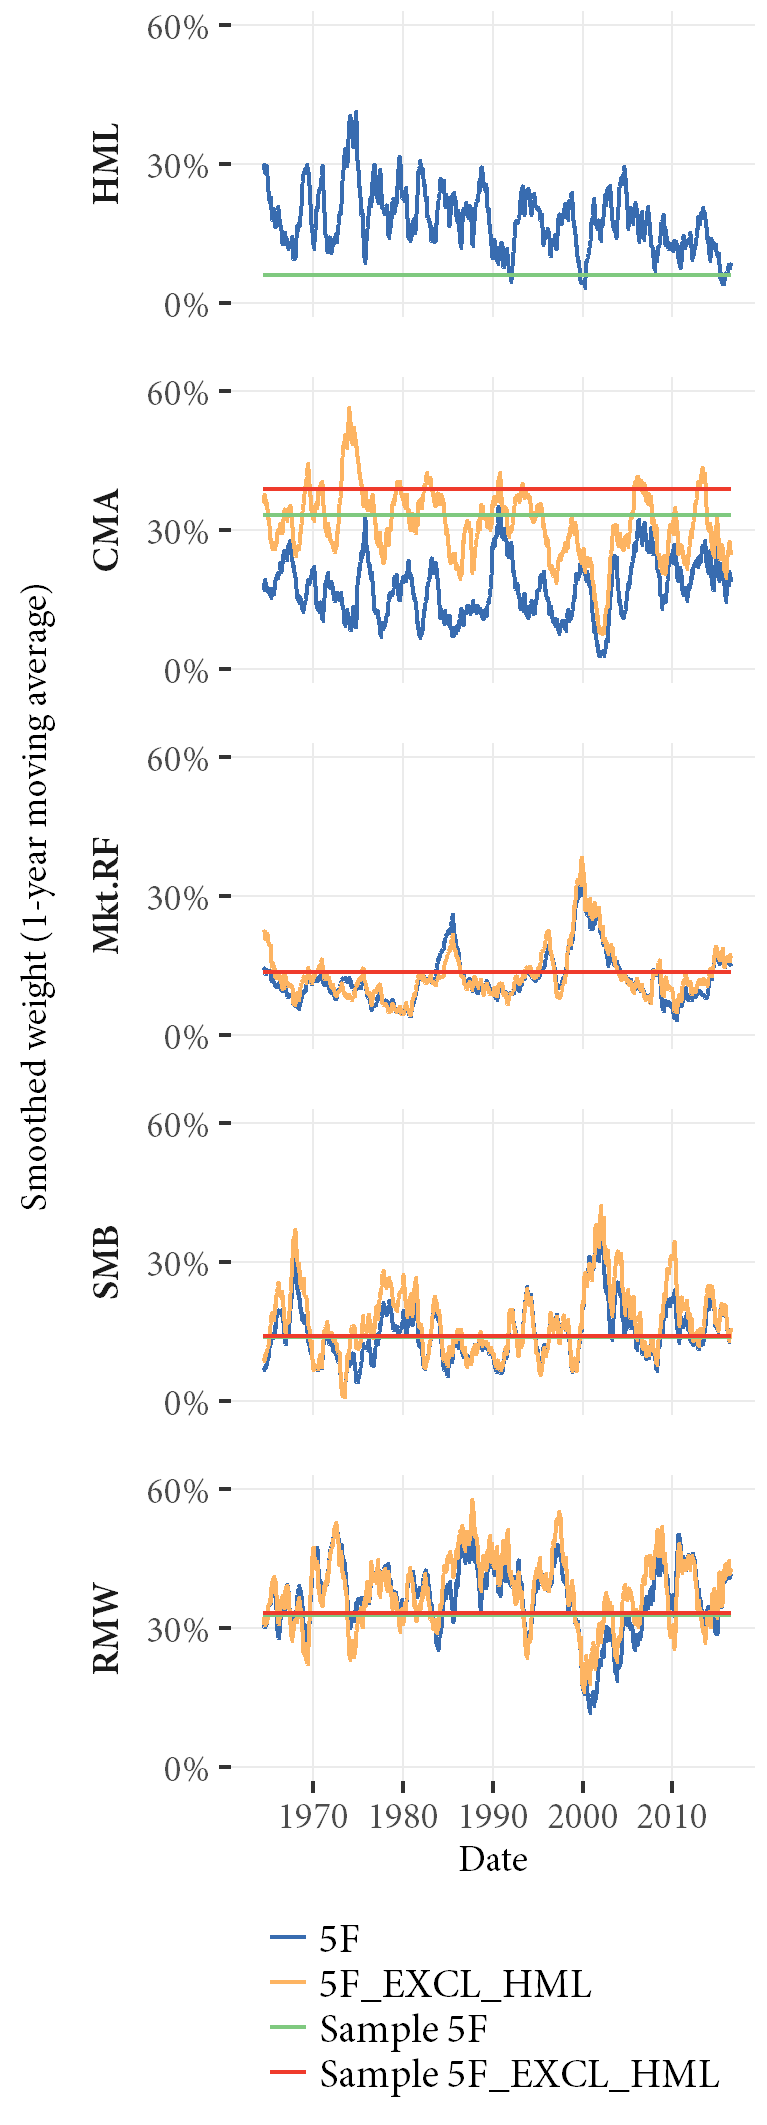 Smoothed weight (1-year moving average)
HML
60%
30%
0%
CMA
60%
30%
0%
Mkt.RF
60%
30%
0%
SMB
60%
30%
0%
RMW
60%
30%
0%
1970 1980 1990 2000 2010
Date
5F
5F_EXCL_HML
Sample 5F
Sample 5F_EXCL_HML